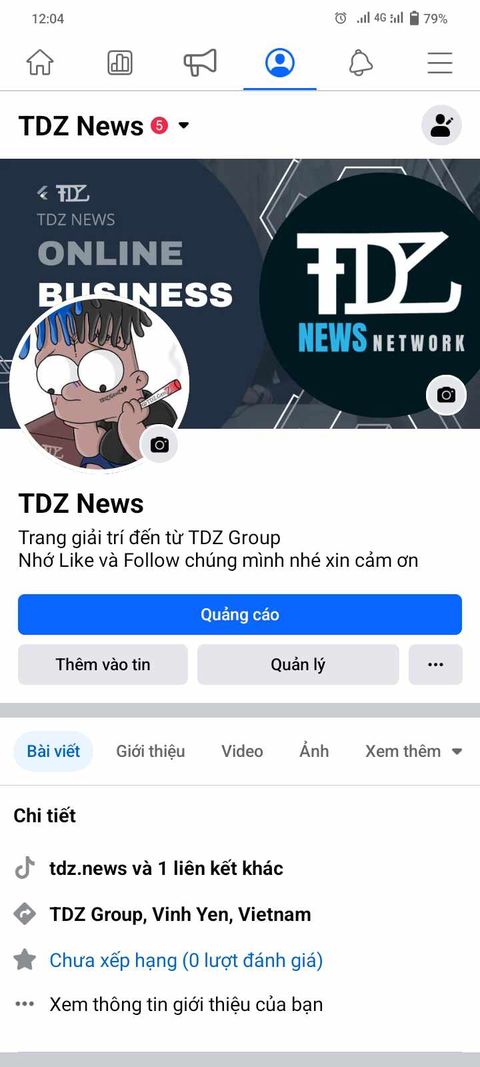 12:04
4G
79%
TDZ News 5
TDZ
TDZ NEWS
ONLINE
BUSINESS
TDZ
NEWS NETWORK
TDZ News
Trang giải trí đến từ TDZ Group
Nhớ Like và Follow chúng mình nhé xin cảm ơn
Quảng cáo
Thêm vào tin
Quản lý
Bài viết
Giới thiệu
Video
Ảnh
Xem thêm
Chi tiết
tdz.news và 1 liên kết khác
TDZ Group, Vinh Yen, Vietnam
Chưa xếp hạng (0 lượt đánh giá)
Xem thông tin giới thiệu của bạn